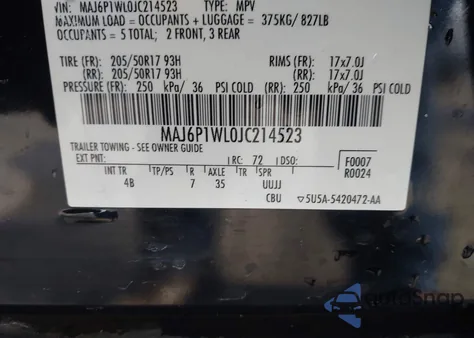 VIN: MAJ6P1WL0JC214523 TYPE: MPV
MAXIMUM LOAD = OCCUPANTS + LUGGAGE = 375KG/ 827LB
OCCUPANTS = 5 TOTAL; 2 FRONT, 3 REAR
TIRE (FR): 205/50R17 93H RIMS (FR): 17x7.0J
(RR): 205/50R17 93H (RR): 17x7.0J
PRESSURE (FR): 250 kPa/ 36 PSI COLD (RR): 250 kPa/ 36 PSI COLD
MAJ6P1WL0JC214523
TRAILER TOWING - SEE OWNER GUIDE
EXT PNT: RC: 72 DSO: F0007
R0024
INT TR TP/PS R AXLE TR SPR
4B 7 35 UUJJ
CBU 5U5A-5420472-AA
AutoSnap